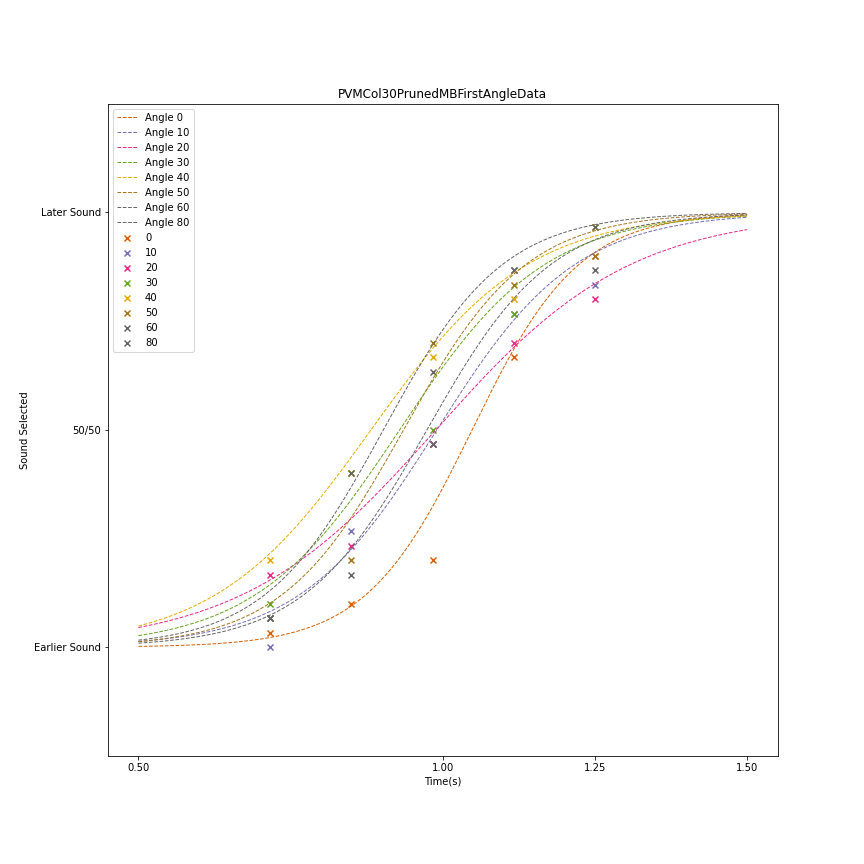 PVMCol30PrunedMBFirstAngleData
Angle 0
Angle 10
Angle 20
Angle 30
Angle 40
Angle 50
Angle 60
Angle 80
0
10
20
30
40
50
60
80
Later Sound
50/50
Earlier Sound
Sound Selected
0.50
1.00
1.25
1.50
Time(s)